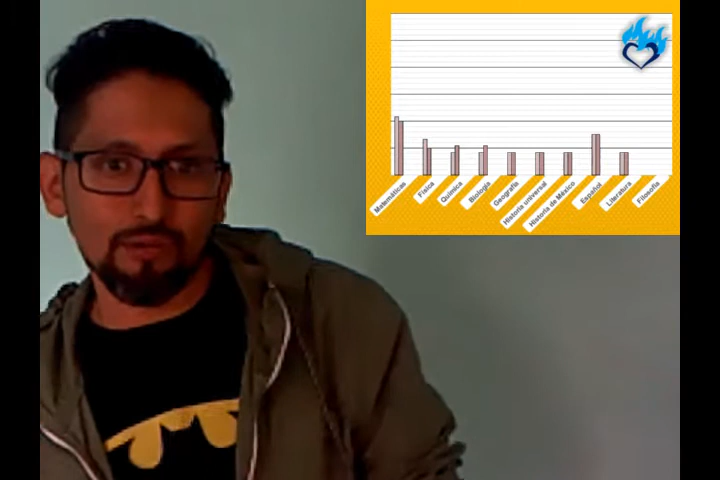 Matemáticas
Física
Química
Biología
Geografía
Historia universal
Historia de México
Español
Literatura
Filosofía